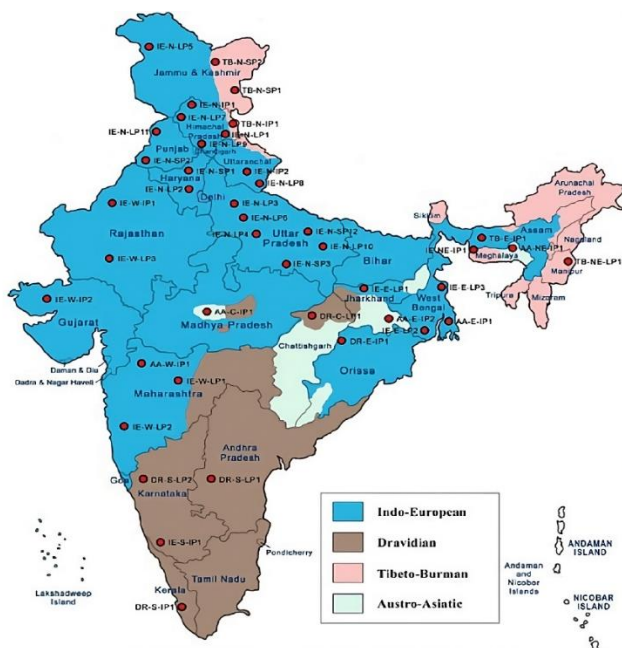 IE-N-LP5
TB-N-SP2
Jammu & Kashmir
TB-N-SP1
IE-N-IP1
IE-N-LP7
TB-N-IP1
Himachal
IE-N-LP11
IE-N-LP1
Pradesh
Chandigarh
IE-N-LP9
Punjab
Uttaranchal
IE-N-SP2
IE-N-SP1
IE-N-IP2
Haryana
IE-N-LP2
IE-N-LP8
Delhi
IE-W-IP1
IE-N-LP3
IE-N-LP6
Rajasthan
IE-N-LP4
Uttar
Pradesh
IE-N-SP12
IE-N-LP10
IE-W-LP3
IE-N-SP3
Bihar
Sikkim
Arunachal
Pradesh
Assam
TB-E-IP1
AA-NE-IP1
IE-NE-IP1
Nagaland
Meghalaya
TB-NE-LP1
Manipur
Tripura
Mizoram
IE-W-IP2
Gujarat
AA-C-IP1
Madhya Pradesh
IE-E-LP1
Jharkhand
West
Bengal
IE-E-LP3
DR-C-LP1
AA-E-IP2
AA-E-IP1
IE-E-LP2
DR-E-IP1
Chattishgarh
Orissa
Daman & Diu
Dadra & Nagar Haveli
AA-W-IP1
IE-W-LP1
Maharashtra
IE-W-LP2
Andhra
Pradesh
Goa
DR-S-LP2
DR-S-LP1
Karnataka
IE-S-IP1
Pondicherry
Tamil Nadu
Kerala
DR-S-IP1
Lakshadweep
Island
Indo-European
Dravidian
Tibeto-Burman
Austro-Asiatic
Andaman
and
Nicobar
Islands
ANDAMAN
ISLAND
NICOBAR
ISLAND